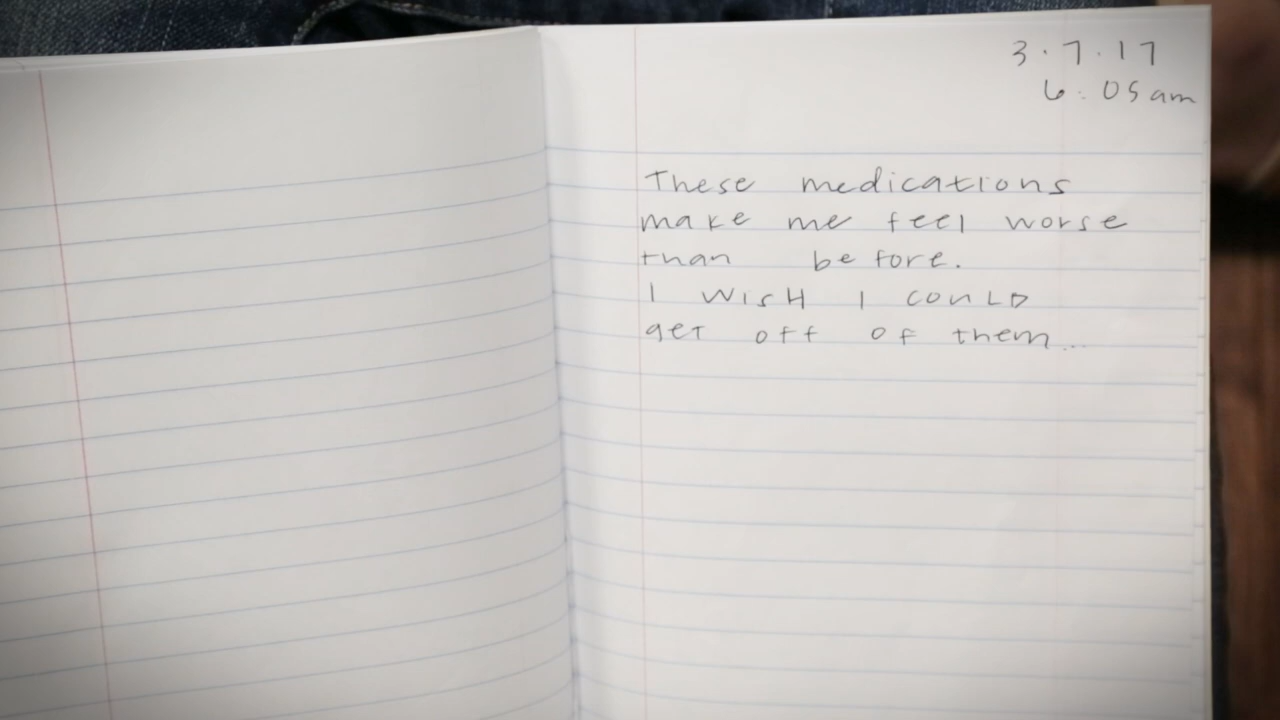 3.7.17
6:05am
These medications
make me feel worse
than before.
I WISH I COULD
get off of them...